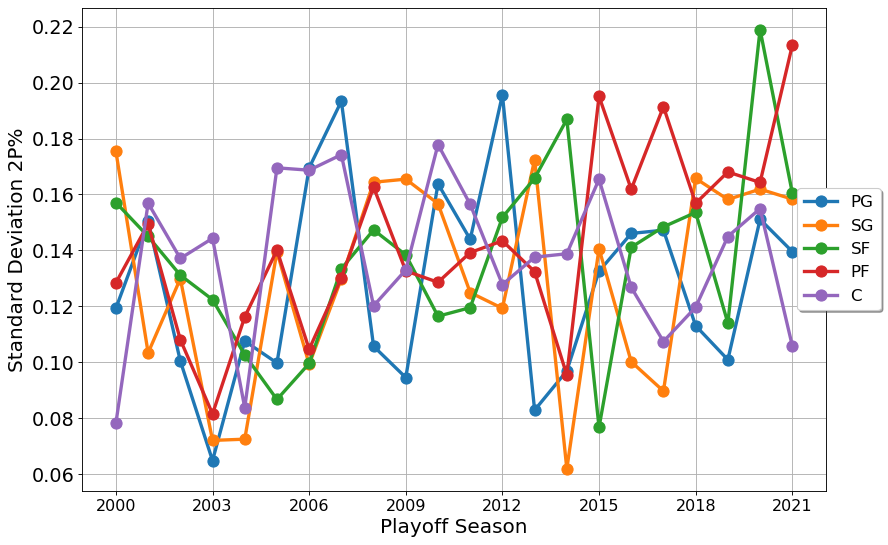 Standard Deviation 2P%
0.22
0.20
0.18
0.16
0.14
0.12
0.10
0.08
0.06
2000 2003 2006 2009 2012 2015 2018 2021
Playoff Season
PG
SG
SF
PF
C